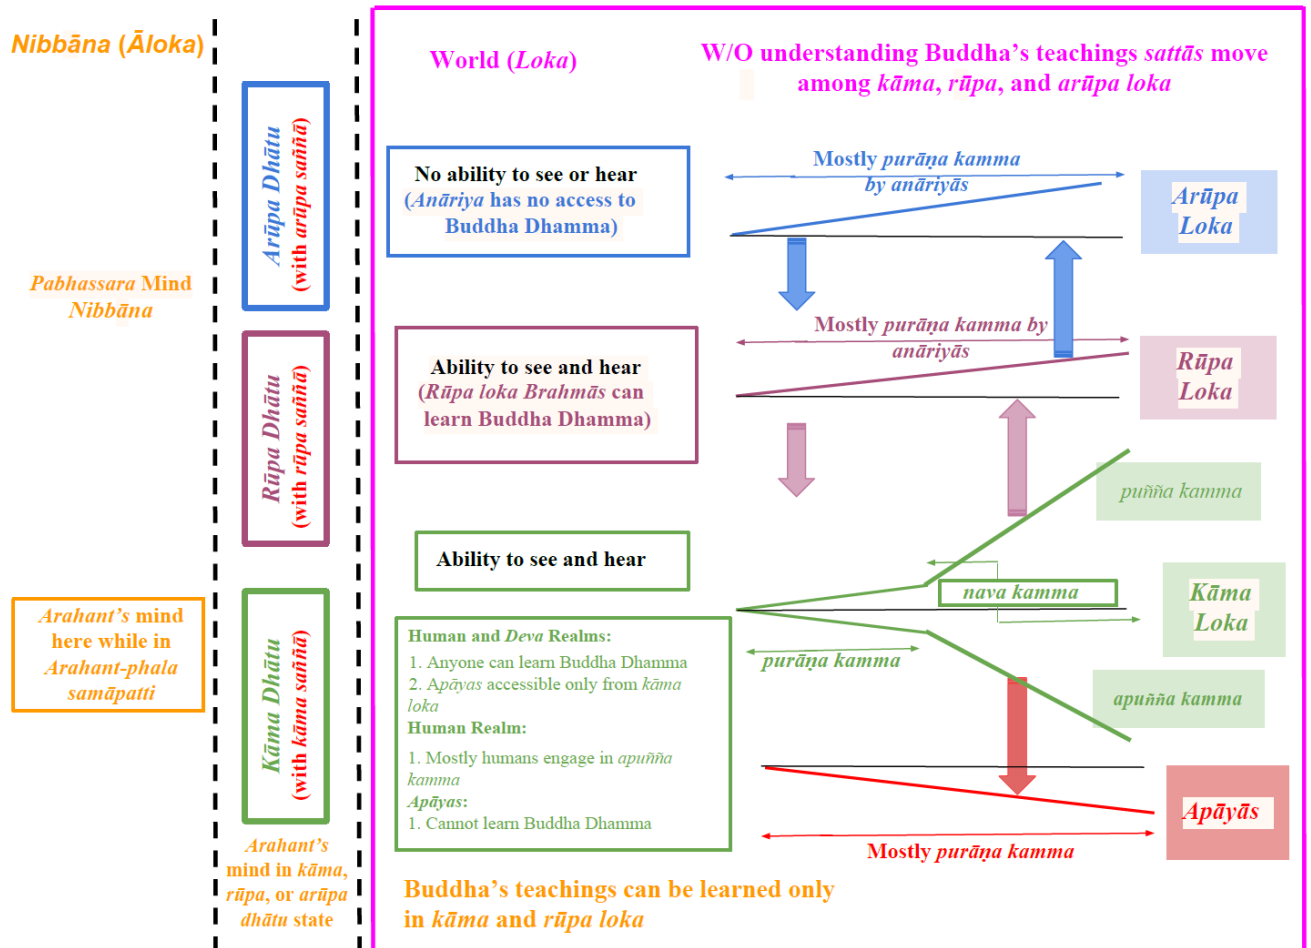 Nibbāna (Āloka)
Pabhassara Mind
Nibbāna
Arahant's mind
here while in
Arahant-phala
samāpatti
Arūpa Dhātu
(with arūpa saññā)
Rūpa Dhātu
(with rūpa saññā)
Kāma Dhātu
(with kāma saññā)
Arahant's
mind in kāma,
rūpa, or arūpa
dhātu state
World (Loka)
W/O understanding Buddha's teachings sattās move
among kāma, rūpa, and arūpa loka
No ability to see or hear
(Anāriya has no access to
Buddha Dhamma)
Mostly purāṇa kamma
by anāriyās
Arūpa
Loka
Ability to see and hear
(Rūpa loka Brahmās can
learn Buddha Dhamma)
Mostly purāṇa kamma by
anāriyās
Rūpa
Loka
Ability to see and hear
puñña kamma
nava kamma
purāṇa kamma
Kāma
Loka
apuñña kamma
Human and Deva Realms:
1. Anyone can learn Buddha Dhamma
2. Apāyas accessible only from kāma
loka
Human Realm:
1. Mostly humans engage in apuñña
kamma
Apāyas:
1. Cannot learn Buddha Dhamma
Apāyās
Mostly purāṇa kamma
Buddha's teachings can be learned only
in kāma and rūpa loka